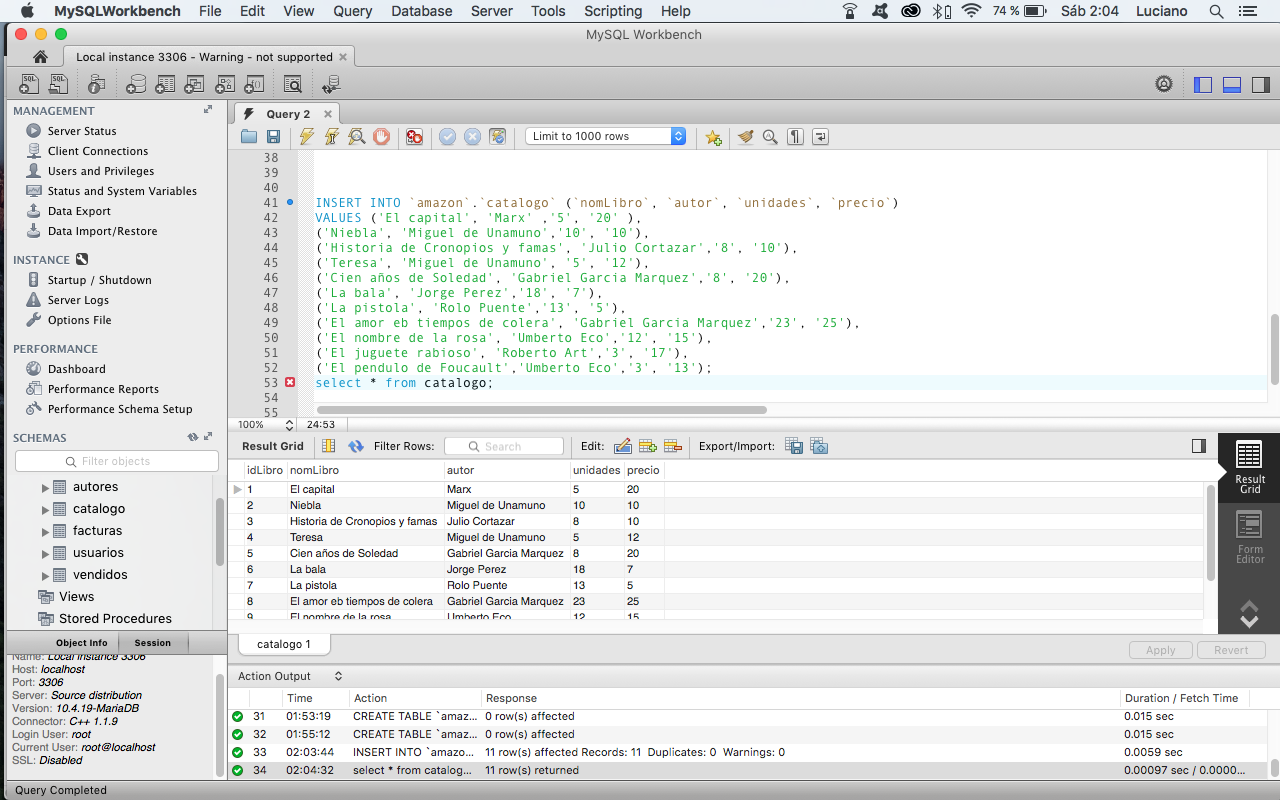 MySQLWorkbench File Edit View Query Database Server Tools Scripting Help 74 % Sáb 2:04 Luciano
MySQL Workbench
Local instance 3306 - Warning - not supported
MANAGEMENT
Server Status
Client Connections
Users and Privileges
Status and System Variables
Data Export
Data Import/Restore
INSTANCE
Startup / Shutdown
Server Logs
Options File
PERFORMANCE
Dashboard
Performance Reports
Performance Schema Setup
SCHEMAS
Filter objects
autores
catalogo
facturas
usuarios
vendidos
Views
Stored Procedures
Object Info Session
Name: Local instance 3306
Host: localhost
Port: 3306
Server: Source distribution
Version: 10.4.19-MariaDB
Connector: C++ 1.1.9
Login User: root
Current User: root@localhost
SSL: Disabled
Query 2
Limit to 1000 rows
38
39
40
41 INSERT INTO `amazon`.`catalogo` (`nomLibro`, `autor`, `unidades`, `precio`)
42 VALUES ('El capital', 'Marx' ,'5', '20' ),
43 ('Niebla', 'Miguel de Unamuno','10', '10'),
44 ('Historia de Cronopios y famas', 'Julio Cortazar','8', '10'),
45 ('Teresa', 'Miguel de Unamuno', '5', '12'),
46 ('Cien años de Soledad', 'Gabriel Garcia Marquez','8', '20'),
47 ('La bala', 'Jorge Perez','18', '7'),
48 ('La pistola', 'Rolo Puente','13', '5'),
49 ('El amor eb tiempos de colera', 'Gabriel Garcia Marquez','23', '25'),
50 ('El nombre de la rosa', 'Umberto Eco','12', '15'),
51 ('El juguete rabioso', 'Roberto Art','3', '17'),
52 ('El pendulo de Foucault','Umberto Eco','3', '13');
53 select * from catalogo;
54
55
100% 24:53
Result Grid Filter Rows: Search Edit: Export/Import:
idLibro nomLibro autor unidades precio
1 El capital Marx 5 20
2 Niebla Miguel de Unamuno 10 10
3 Historia de Cronopios y famas Julio Cortazar 8 10
4 Teresa Miguel de Unamuno 5 12
5 Cien años de Soledad Gabriel Garcia Marquez 8 20
6 La bala Jorge Perez 18 7
7 La pistola Rolo Puente 13 5
8 El amor eb tiempos de colera Gabriel Garcia Marquez 23 25
9 El nombre de la rosa Umberto Eco 12 15
Result
Grid
Form
Editor
catalogo 1 Apply Revert
Action Output
Time Action Response Duration / Fetch Time
31 01:53:19 CREATE TABLE `amaz... 0 row(s) affected 0.015 sec
32 01:55:12 CREATE TABLE `amaz... 0 row(s) affected 0.015 sec
33 02:03:44 INSERT INTO `amazo... 11 row(s) affected Records: 11 Duplicates: 0 Warnings: 0 0.0059 sec
34 02:04:32 select * from catalog... 11 row(s) returned 0.00097 sec / 0.0000...
Query Completed